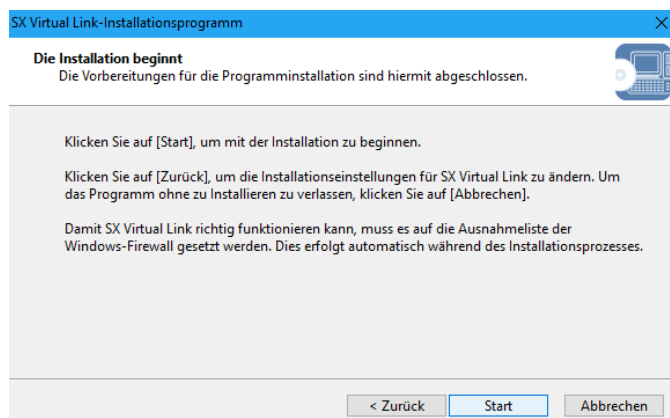 SX Virtual Link-Installationsprogramm
Die Installation beginnt
Die Vorbereitungen für die Programminstallation sind hiermit abgeschlossen.
Klicken Sie auf [Start], um mit der Installation zu beginnen.
Klicken Sie auf [Zurück], um die Installationseinstellungen für SX Virtual Link zu ändern. Um
das Programm ohne zu Installieren zu verlassen, klicken Sie auf [Abbrechen].
Damit SX Virtual Link richtig funktionieren kann, muss es auf die Ausnahmeliste der
Windows-Firewall gesetzt werden. Dies erfolgt automatisch während des Installationsprozesses.
< Zurück Start Abbrechen